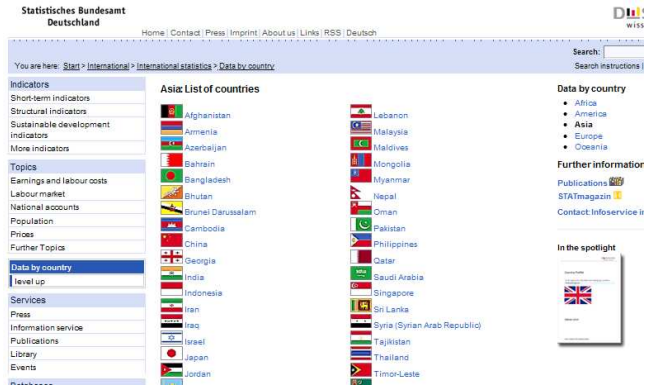 Statistisches Bundesamt
Deutschland
Home | Contact | Press | Imprint | About us | Links | RSS | Deutsch
Search:
Search instructions |
You are here: Start > International > International statistics > Data by country
Indicators
Short-term indicators
Structural indicators
Sustainable development
indicators
More indicators
Topics
Earnings and labour costs
Labour market
National accounts
Population
Prices
Further Topics
Data by country
level up
Services
Press
Information service
Publications
Library
Events
Databases
Asia: List of countries
Afghanistan
Armenia
Azerbaijan
Bahrain
Bangladesh
Bhutan
Brunei Darussalam
Cambodia
China
Georgia
India
Indonesia
Iran
Iraq
Israel
Japan
Jordan
Lebanon
Malaysia
Maldives
Mongolia
Myanmar
Nepal
Oman
Pakistan
Philippines
Qatar
Saudi Arabia
Singapore
Sri Lanka
Syria (Syrian Arab Republic)
Tajikistan
Thailand
Timor-Leste
Data by country
Africa
America
Asia
Europe
Oceania
Further information
Publications
STATmagazin
Contact: Infoservice
In the spotlight